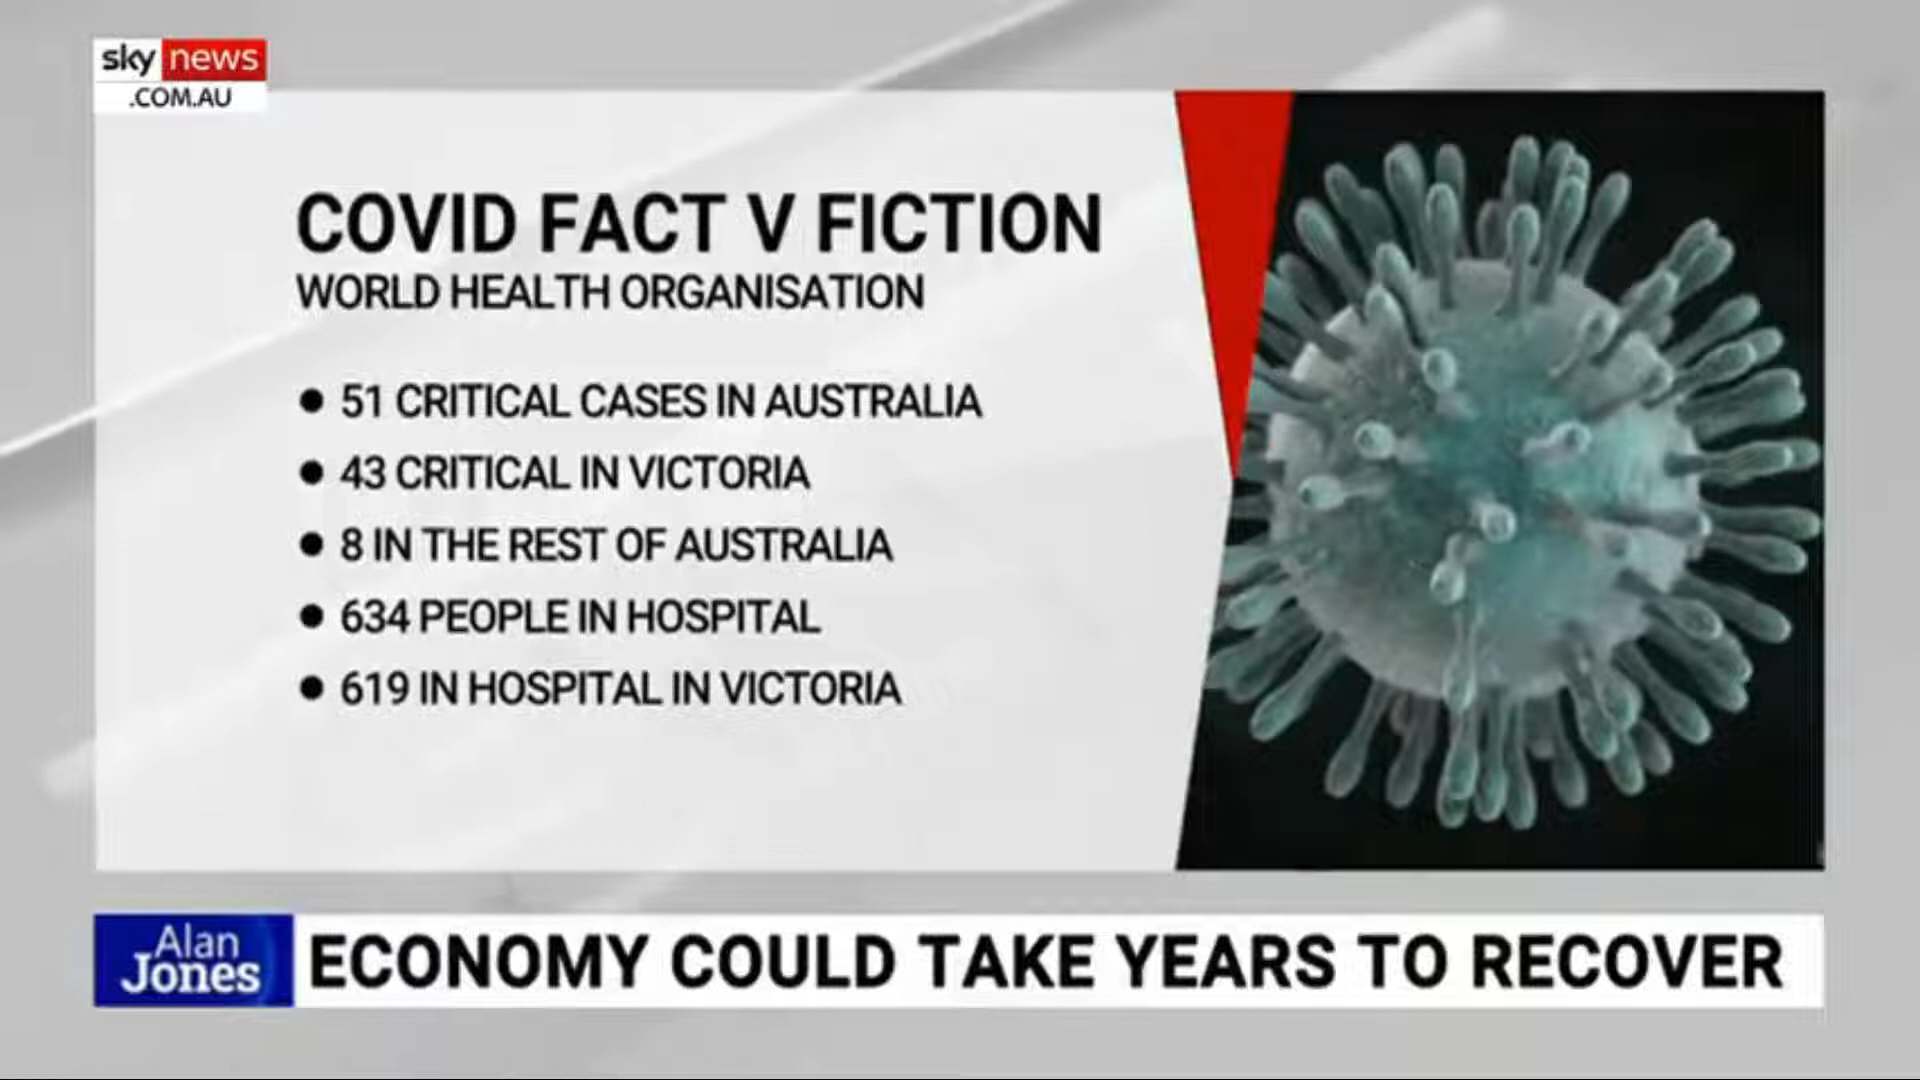 sky news
.COM.AU
COVID FACT V FICTION
WORLD HEALTH ORGANISATION
● 51 CRITICAL CASES IN AUSTRALIA
● 43 CRITICAL IN VICTORIA
● 8 IN THE REST OF AUSTRALIA
● 634 PEOPLE IN HOSPITAL
● 619 IN HOSPITAL IN VICTORIA
Alan
Jones
ECONOMY COULD TAKE YEARS TO RECOVER